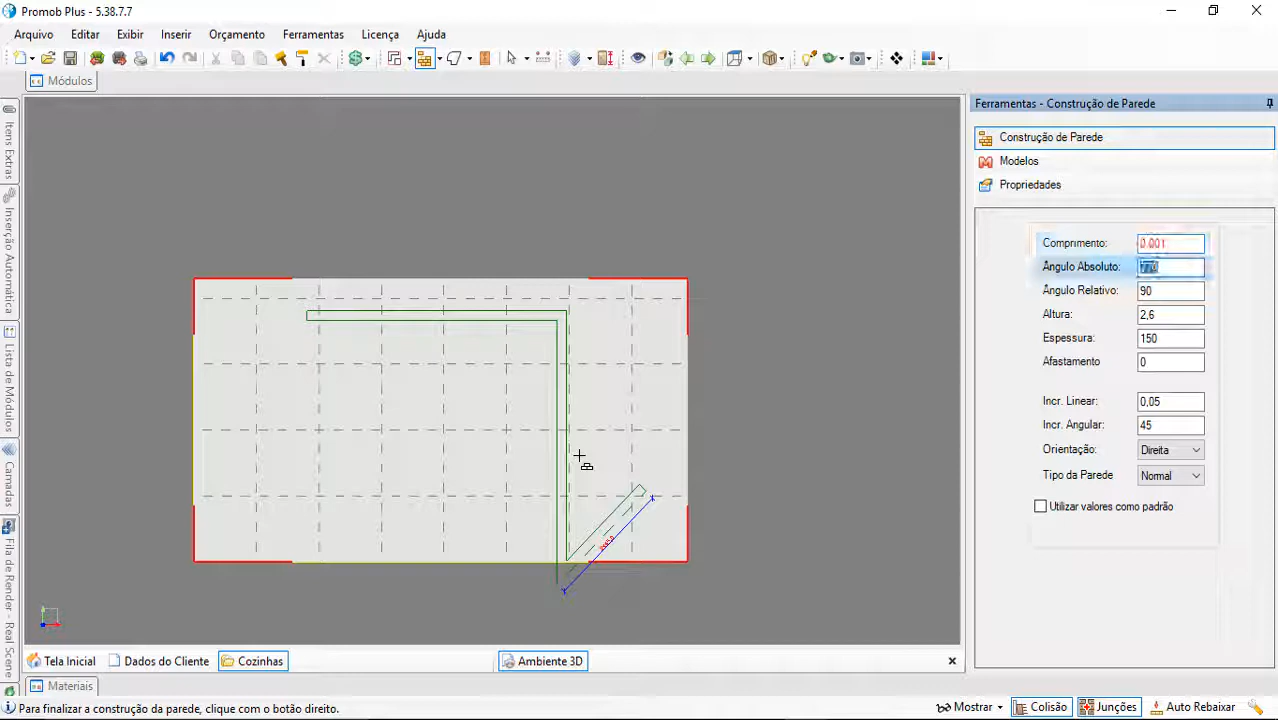 Promob Plus - 5.38.7.7
Arquivo Editar Exibir Inserir Orçamento Ferramentas Licença Ajuda
Módulos
Itens Extras
Inserção Automática
Lista de Módulos
Camadas
Fila de Render - Real Scene
Ferramentas - Construção de Parede
Construção de Parede
Modelos
Propriedades
Comprimento: 0.001
Ângulo Absoluto:
Ângulo Relativo: 90
Altura: 2,6
Espessura: 150
Afastamento 0
Incr. Linear: 0,05
Incr. Angular: 45
Orientação: Direita
Tipo da Parede Normal
Utilizar valores como padrão
Tela Inicial Dados do Cliente Cozinhas Ambiente 3D
Materiais
Para finalizar a construção da parede, clique com o botão direito. Mostrar Colisão Junções Auto Rebaixar